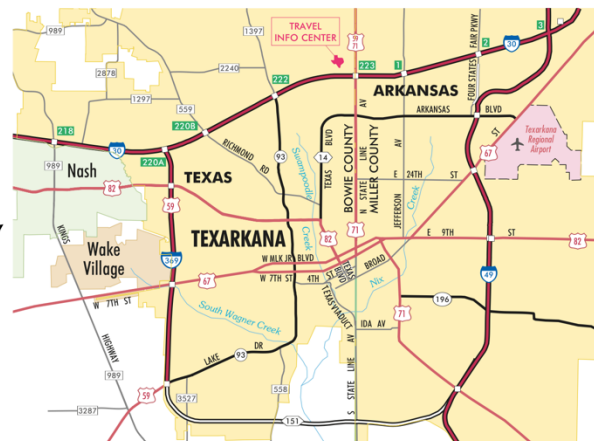 989
1397
TRAVEL
INFO CENTER
59
71
FAIR PKWY
FOUR STATES
3
30
2
1
223
2878
2240
222
ARKANSAS
1297
559
220B
ARKANSAS BLVD
218
30
220A
989
Nash
RICHMOND RD
93
Swampoodle
Creek
14
TEXAS BLVD
BOWIE COUNTY
MILLER COUNTY
N STATE LINE AV
JEFFERSON AV
E 24TH ST
Creek
Nix
67
ST
Texarkana
Regional
Airport
82
TEXAS
59
TEXARKANA
82
71
E 9TH ST
82
KINGS
HIGHWAY
Wake
Village
369
67
W MLK JR BLVD
W 7TH ST
4TH ST
TEXAS BLVD
BROAD
W 7TH ST
TEXAS VIADUCT
49
196
71
IDA AV
South Wagner Creek
LAKE DR
93
S STATE LINE AV
989
59
3527
558
3287
151